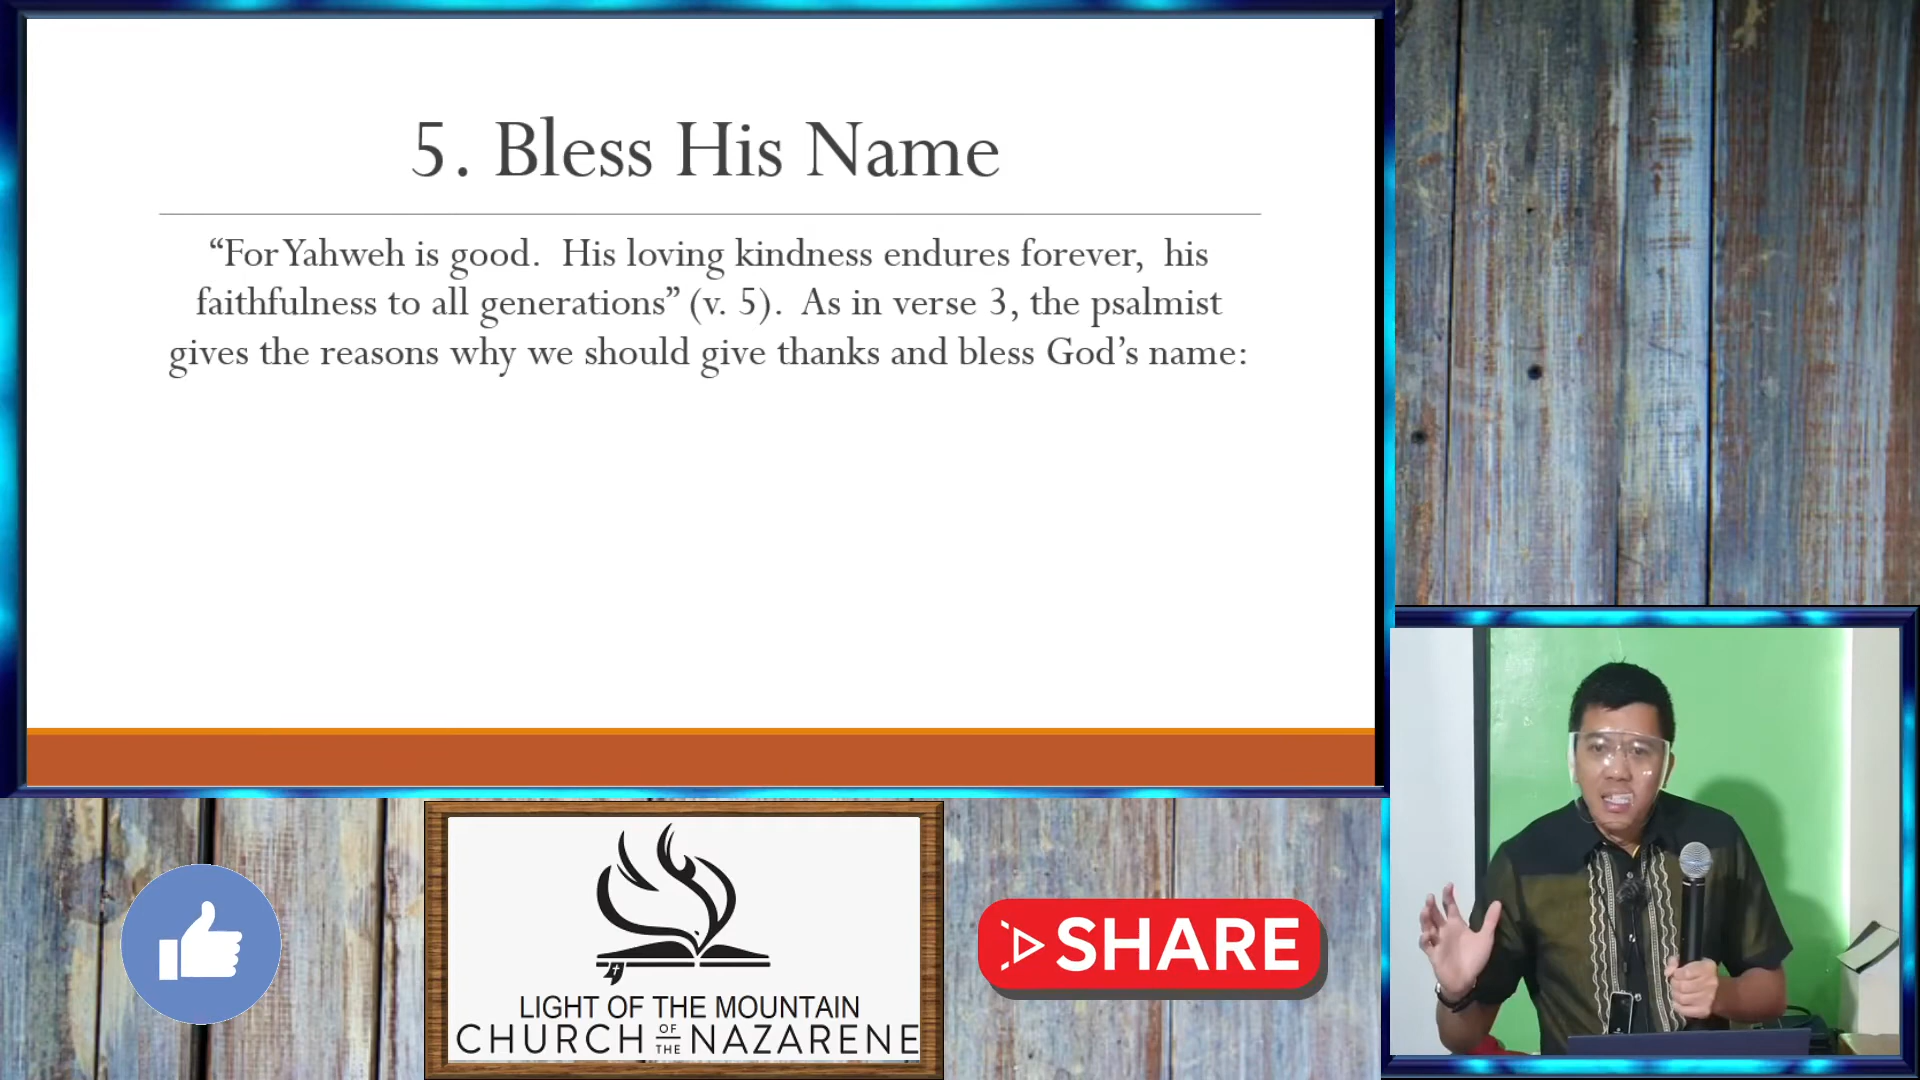 5. Bless His Name
“For Yahweh is good.  His loving kindness endures forever,  his
faithfulness to all generations” (v. 5).  As in verse 3, the psalmist
gives the reasons why we should give thanks and bless God’s name:
LIGHT OF THE MOUNTAIN
CHURCH OF THE NAZARENE
SHARE